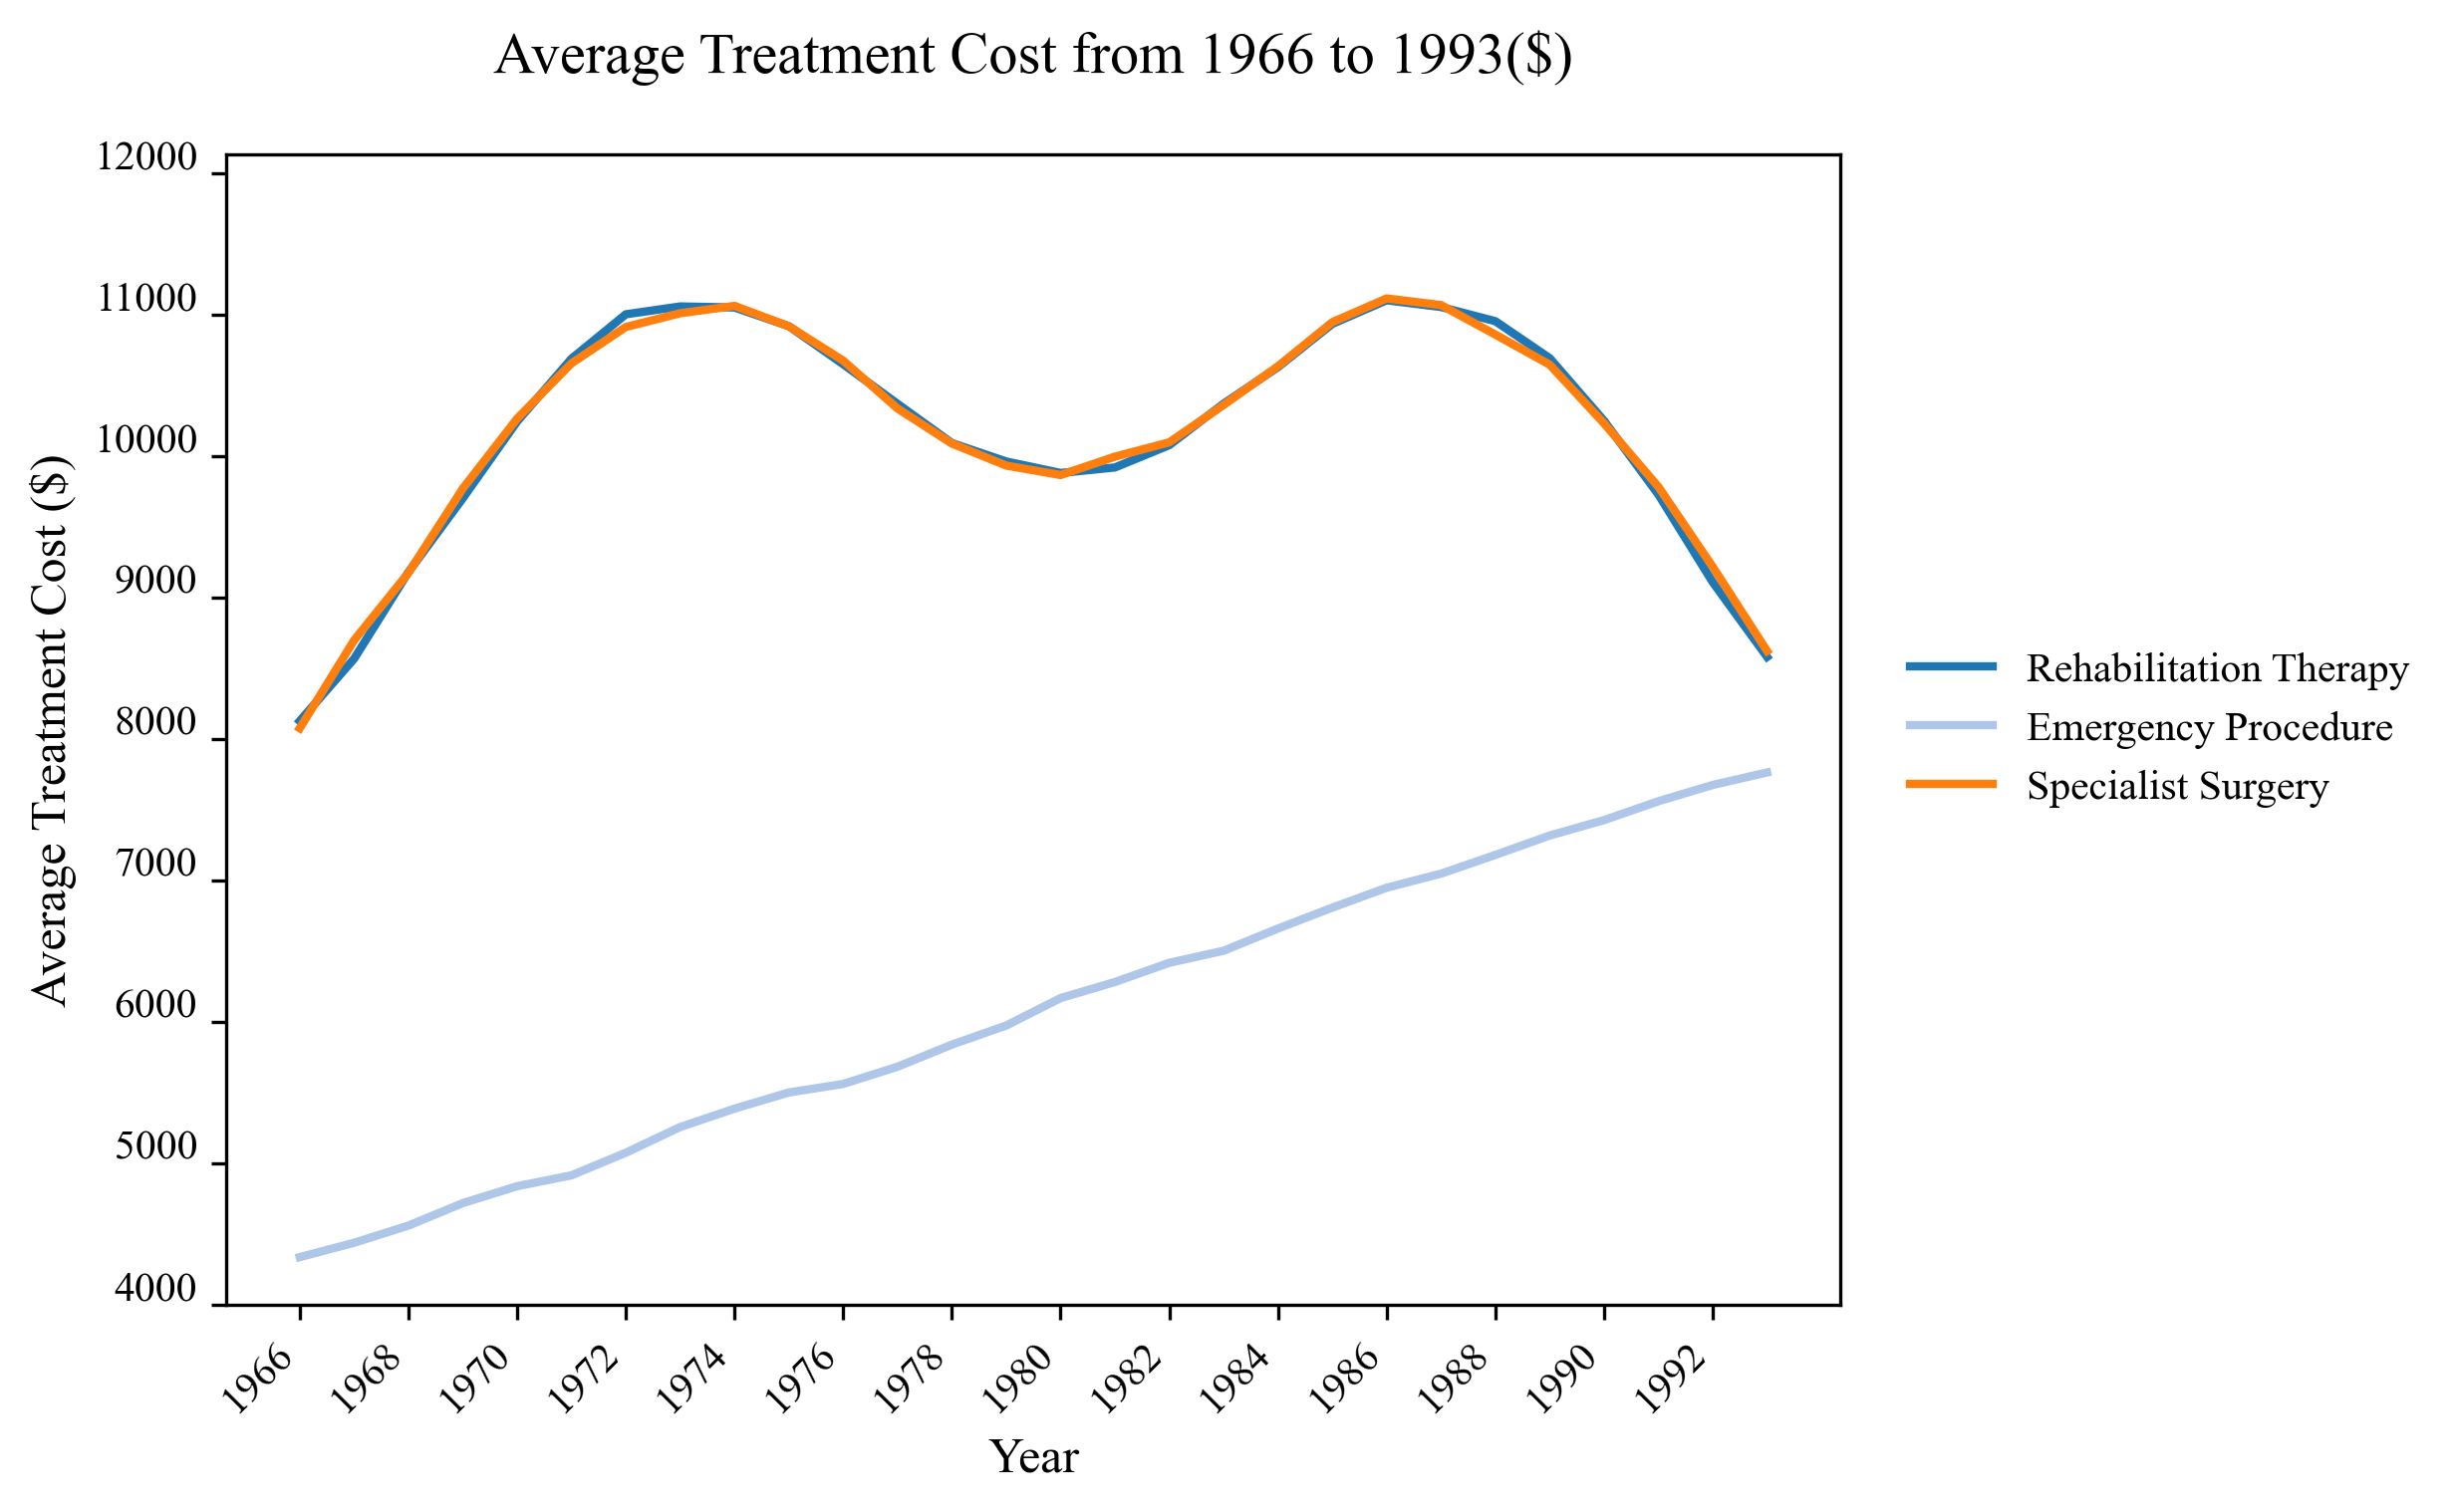 Average Treatment Cost from 1966 to 1993($)
12000
11000
10000
9000
8000
7000
6000
5000
4000
Average Treatment Cost ($)
1966 1968 1970 1972 1974 1976 1978 1980 1982 1984 1986 1988 1990 1992
Year
Rehabilitation Therapy
Emergency Procedure
Specialist Surgery